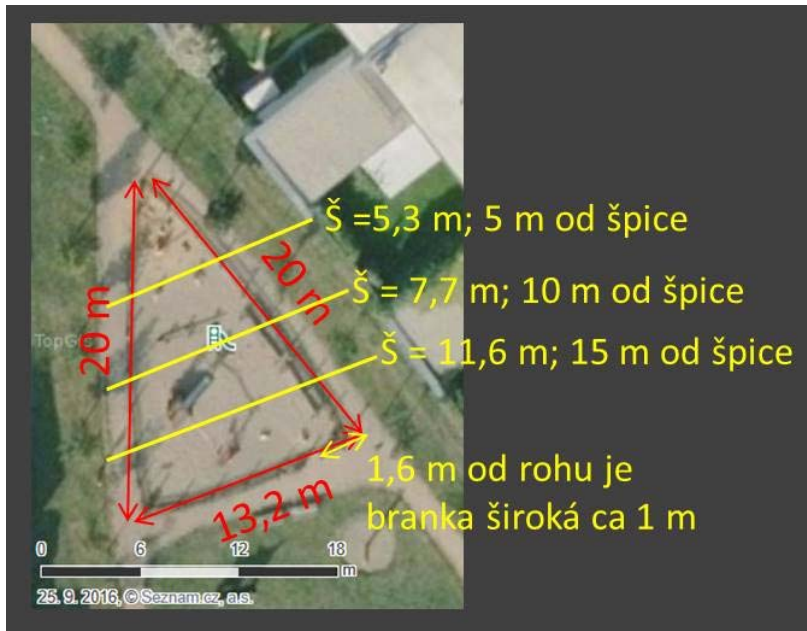 Š =5,3 m; 5 m od špice
20 m
Š = 7,7 m; 10 m od špice
20 m
TopGis
Š = 11,6 m; 15 m od špice
1,6 m od rohu je
branka široká ca 1 m
13,2 m
0 6 12 18
m
25. 9. 2016, © Seznam.cz, a.s.